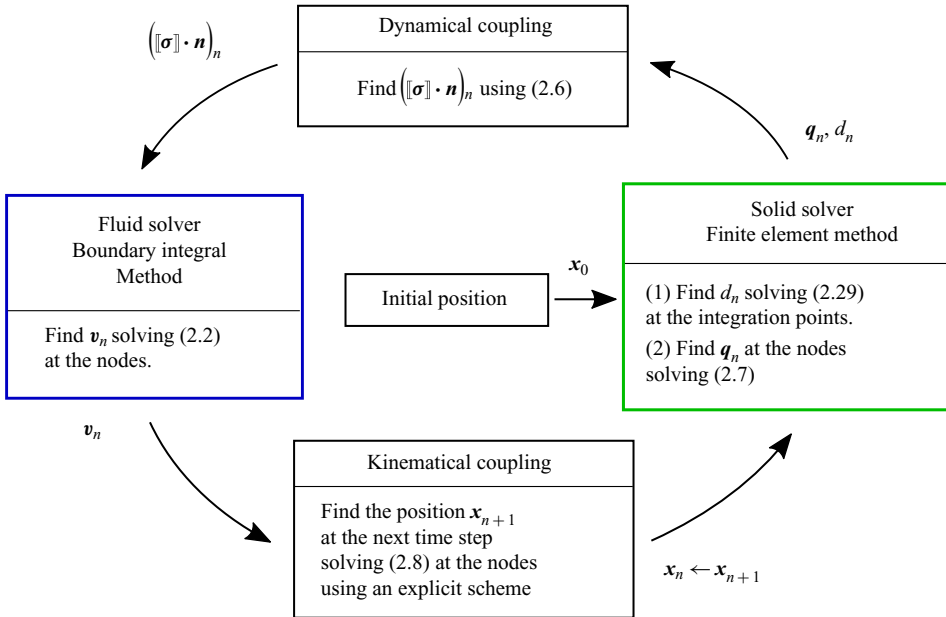 Dynamical coupling
(⟦σ⟧ · n)ₙ
Find (⟦σ⟧ · n)ₙ using (2.6)
qₙ, dₙ
Fluid solver
Boundary integral
Method
Find vₙ solving (2.2)
at the nodes.
Initial position
x₀
Solid solver
Finite element method
(1) Find dₙ solving (2.29)
at the integration points.
(2) Find qₙ at the nodes
solving (2.7)
vₙ
Kinematical coupling
Find the position xₙ₊₁
at the next time step
solving (2.8) at the nodes
using an explicit scheme
xₙ ← xₙ₊₁